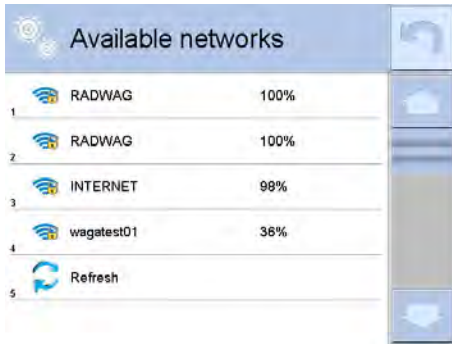 Available networks
1 RADWAG 100%
2 RADWAG 100%
3 INTERNET 98%
4 wagatest01 36%
5 Refresh